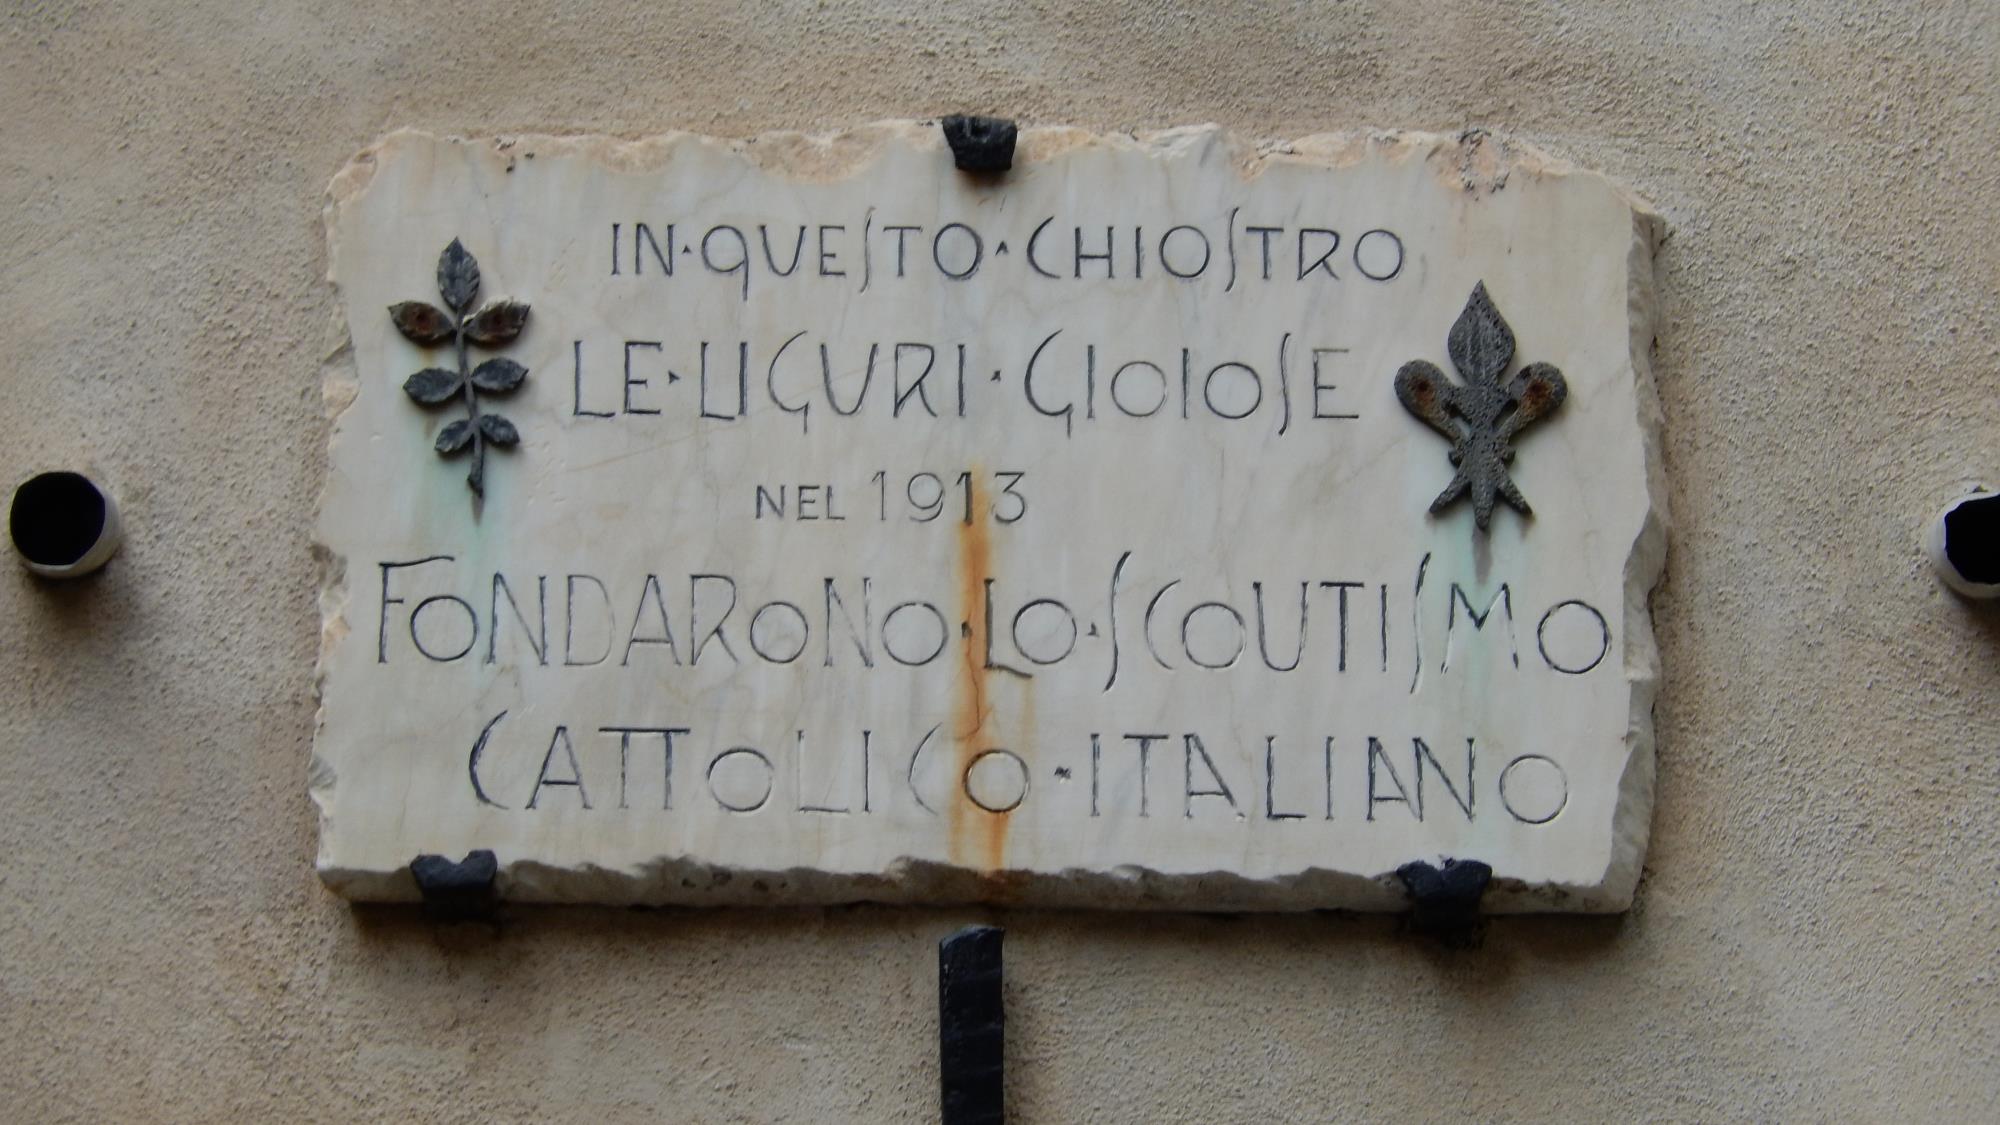 IN·QUESTO·CHIOSTRO
LE·LIGURI·GIOIOSE
NEL 1913
FONDARONO·LO·SCOUTISMO
CATTOLICO·ITALIANO